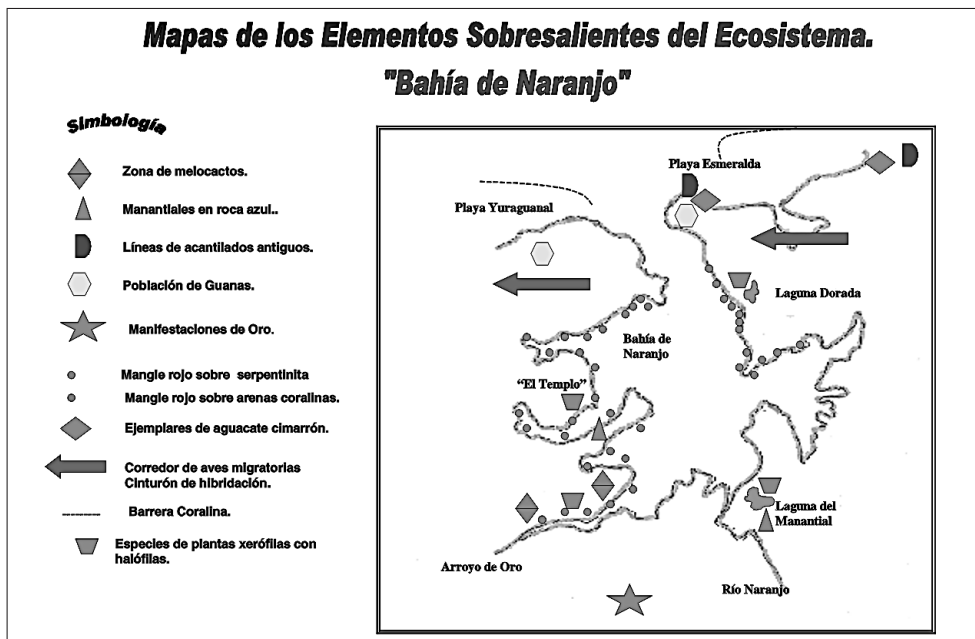 Mapas de los Elementos Sobresalientes del Ecosistema.
"Bahía de Naranjo"
Simbología
Zona de melocactos.
Manantiales en roca azul..
Líneas de acantilados antiguos.
Población de Guanas.
Manifestaciones de Oro.
Mangle rojo sobre serpentinita
Mangle rojo sobre arenas coralinas.
Ejemplares de aguacate cimarrón.
Corredor de aves migratorias
Cinturón de hibridación.
Barrera Coralina.
Especies de plantas xerófilas con
halófilas.
Playa Esmeralda
Playa Yuraguanal
Laguna Dorada
Bahía de
Naranjo
"El Templo"
Laguna del
Manantial
Arroyo de Oro
Río Naranjo